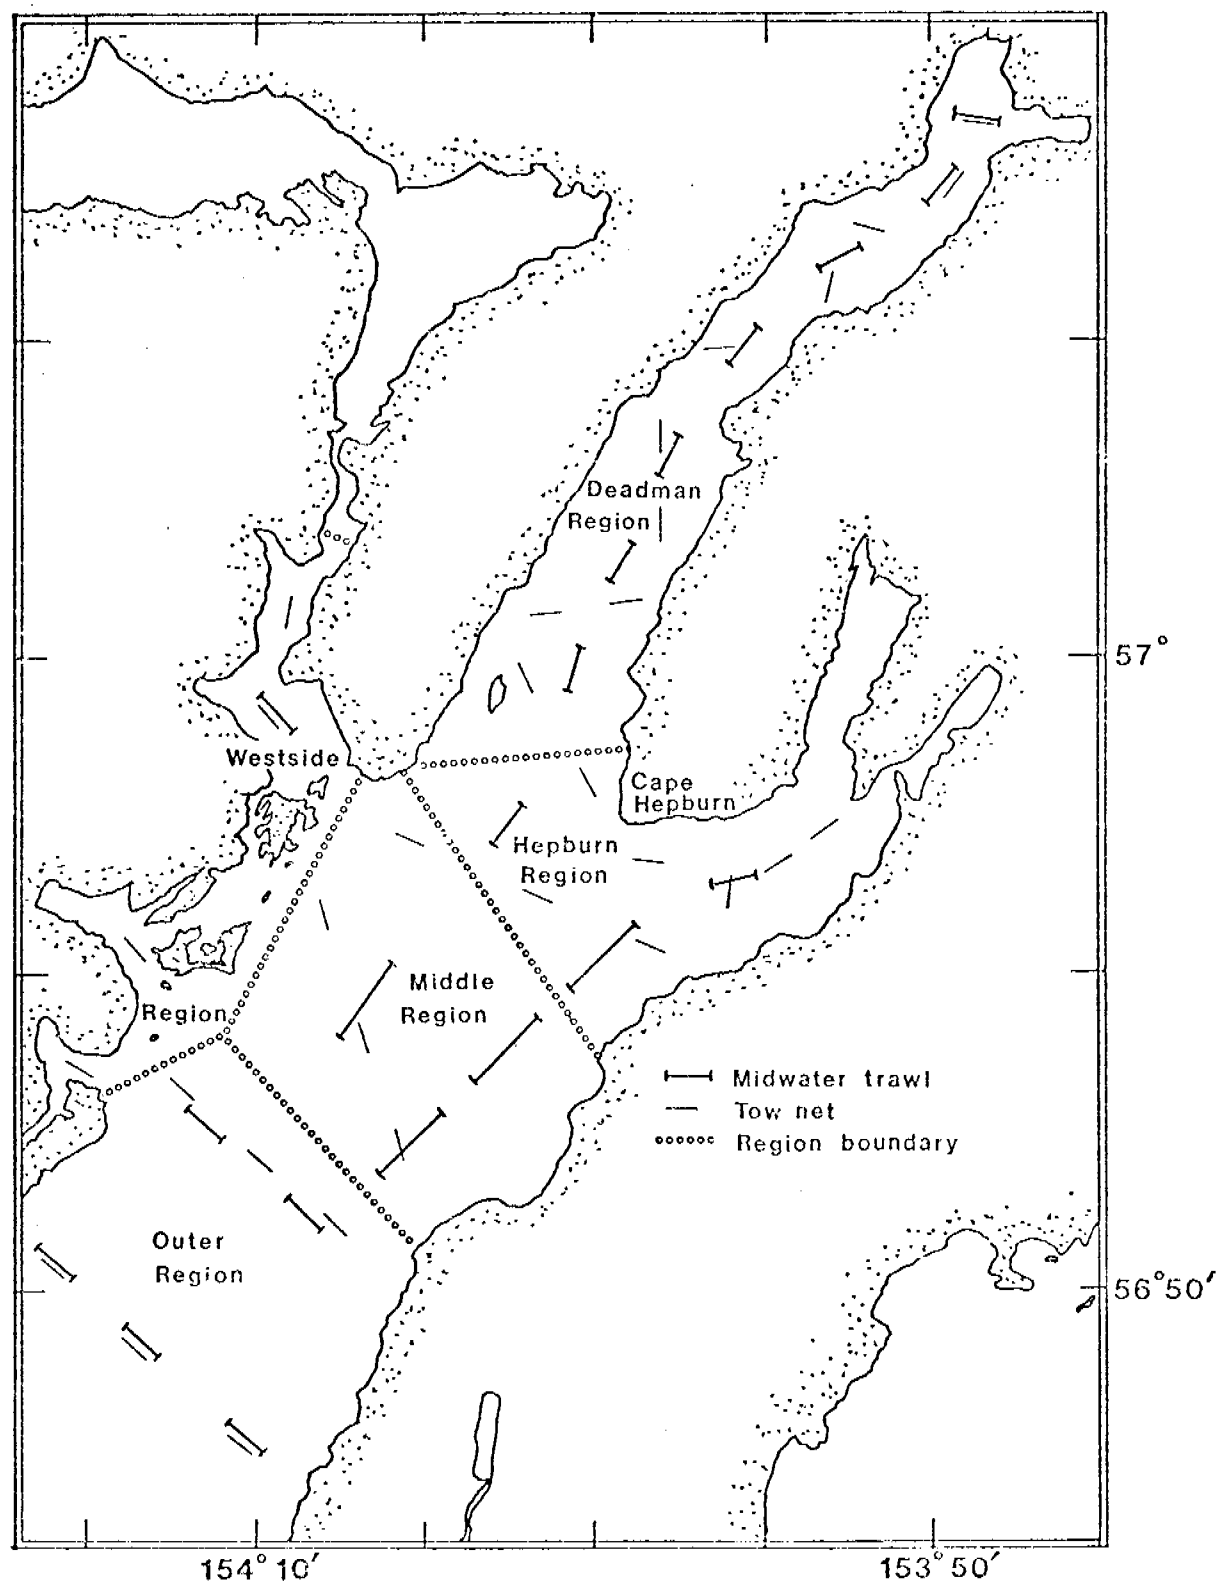 Deadman
Region
57°
Westside
Cape
Hepburn
Hepburn
Region
Middle
Region
Region
Midwater trawl
Tow net
Region boundary
Outer
Region
56°50′
154°10′
153°50′